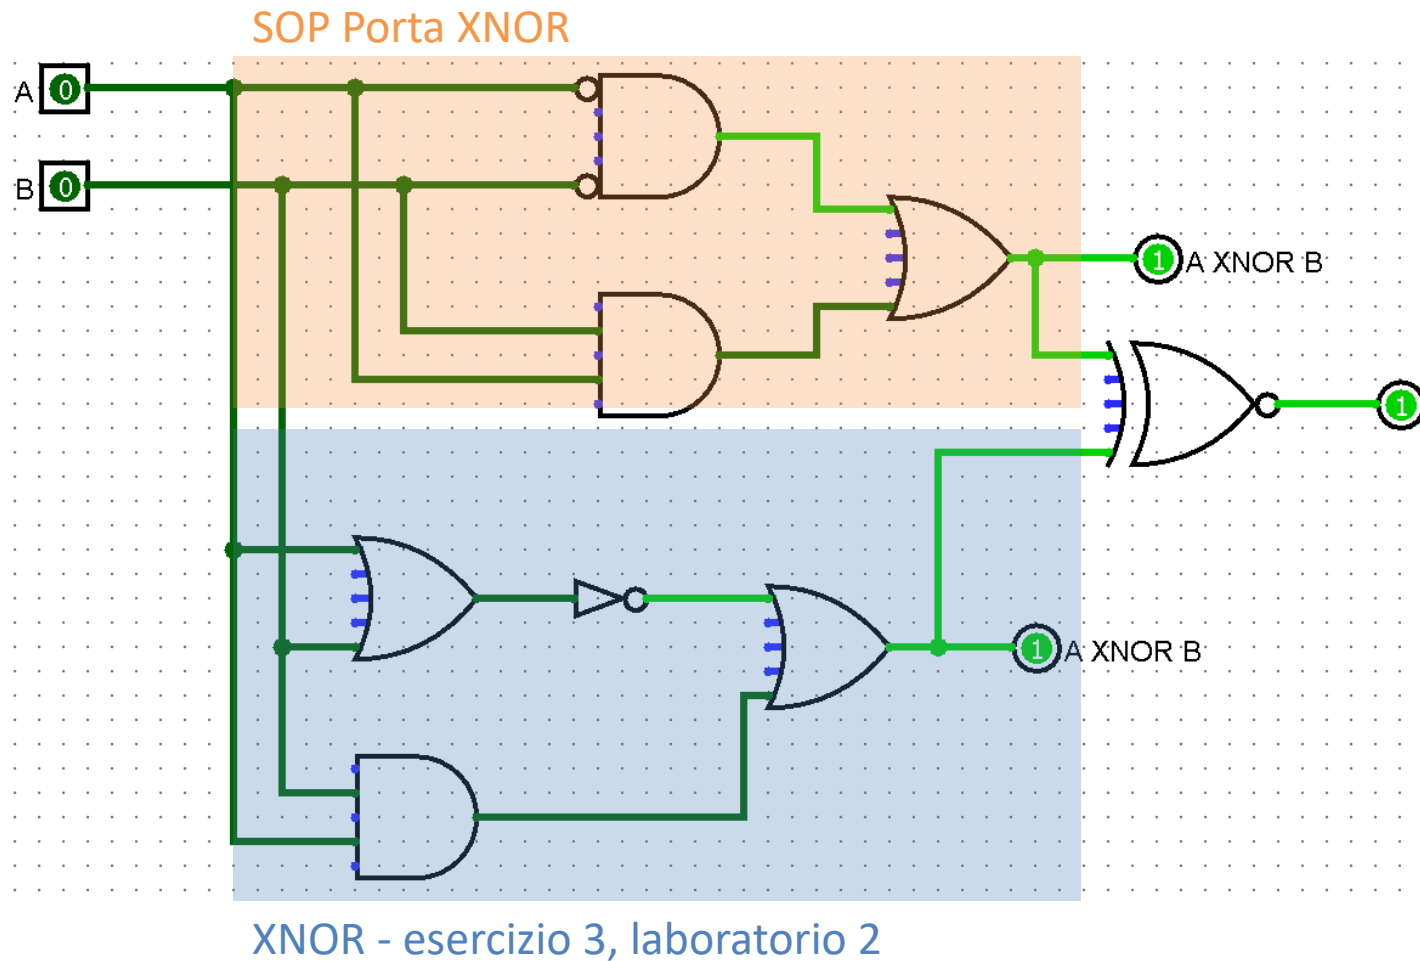 SOP Porta XNOR
A 0
B 0
1 A XNOR B
1
1 A XNOR B
XNOR - esercizio 3, laboratorio 2